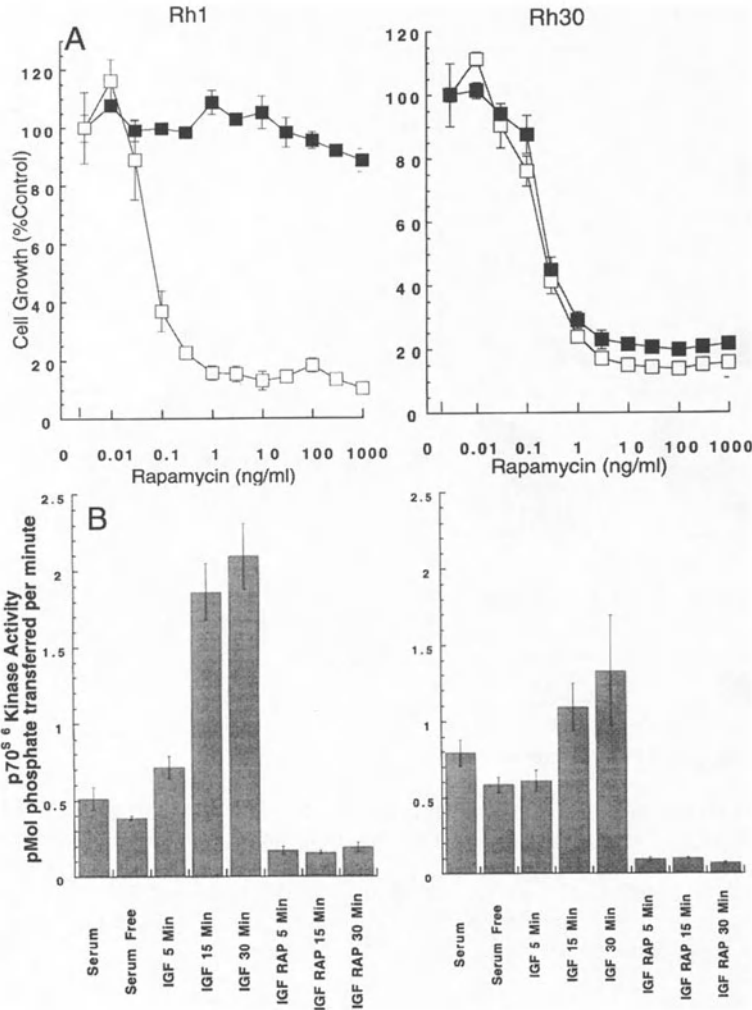 Rh1
Rh30
A
Cell Growth (%Control)
120
100
80
60
40
20
0
0 0.01 0.1 1 10 100 1000
Rapamycin (ng/ml)
120
100
80
60
40
20
0
0 0.01 0.1 1 10 100 1000
Rapamycin (ng/ml)
B
p70S 6 Kinase Activity
pMol phosphate transferred per minute
2.5
2
1.5
1
0.5
0
Serum
Serum Free
IGF 5 Min
IGF 15 Min
IGF 30 Min
IGF RAP 5 Min
IGF RAP 15 Min
IGF RAP 30 Min
2.5
2
1.5
1
0.5
0
Serum
Serum Free
IGF 5 Min
IGF 15 Min
IGF 30 Min
IGF RAP 5 Min
IGF RAP 15 Min
IGF RAP 30 Min